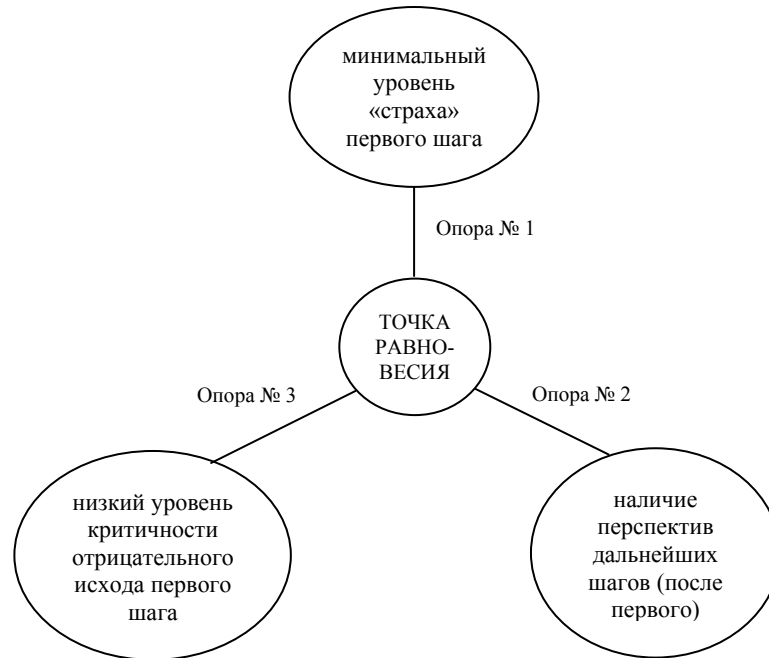 минимальный
уровень
«страха»
первого шага
Опора № 1
ТОЧКА
РАВНО-
ВЕСИЯ
Опора № 3
Опора № 2
низкий уровень
критичности
отрицательного
исхода первого
шага
наличие
перспектив
дальнейших
шагов (после
первого)